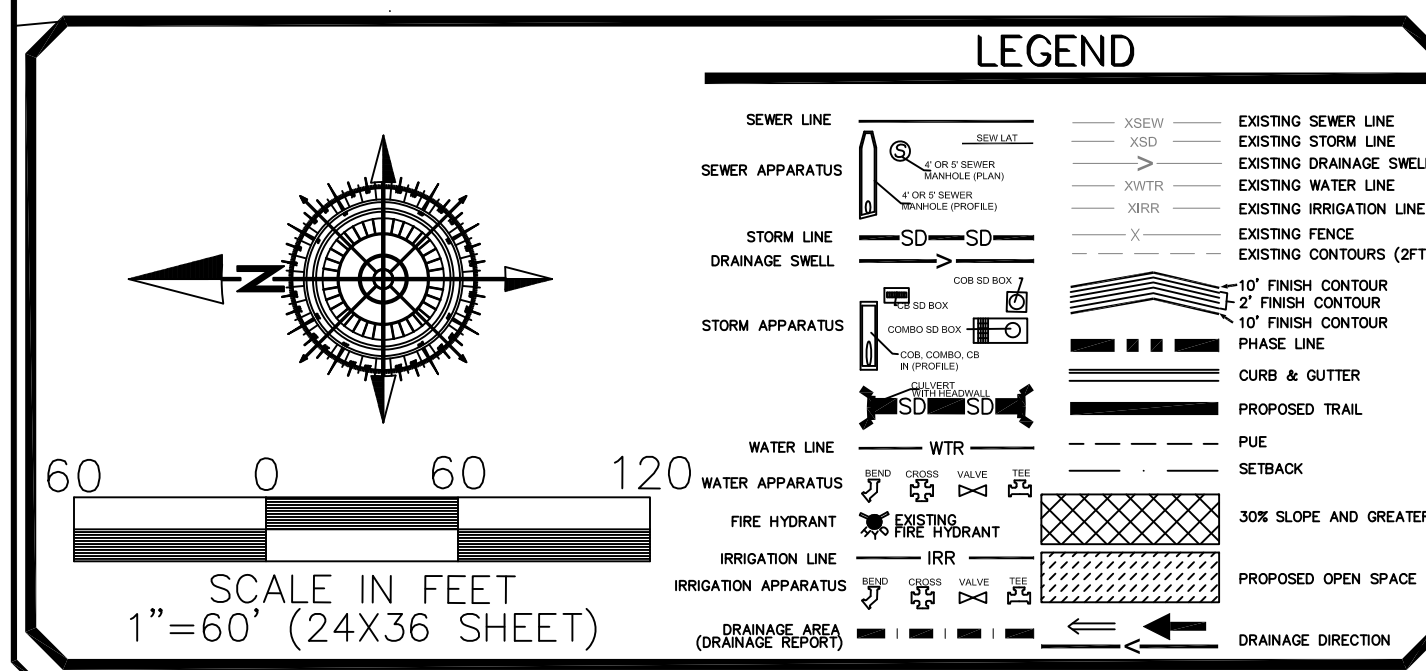 LEGEND
SEWER LINE
SEWER APPARATUS
SEW LAT
S
4' OR 5' SEWER
MANHOLE (PLAN)
4' OR 5' SEWER
MANHOLE (PROFILE)
STORM LINE
SD SD
DRAINAGE SWELL
>
STORM APPARATUS
COB SD BOX
CB SD BOX
COMBO SD BOX
COB, COMBO, CB
IN (PROFILE)
CULVERT
WITH HEADWALL
SD SD
WATER LINE
WTR
WATER APPARATUS
BEND CROSS VALVE TEE
FIRE HYDRANT
EXISTING
FIRE HYDRANT
IRRIGATION LINE
IRR
IRRIGATION APPARATUS
BEND CROSS VALVE TEE
DRAINAGE AREA
(DRAINAGE REPORT)
XSEW EXISTING SEWER LINE
XSD EXISTING STORM LINE
> EXISTING DRAINAGE SWELL
XWTR EXISTING WATER LINE
XIRR EXISTING IRRIGATION LINE
X EXISTING FENCE
EXISTING CONTOURS (2FT
10' FINISH CONTOUR
2' FINISH CONTOUR
10' FINISH CONTOUR
PHASE LINE
CURB & GUTTER
PROPOSED TRAIL
PUE
SETBACK
30% SLOPE AND GREATER
PROPOSED OPEN SPACE
< DRAINAGE DIRECTION
N
60 0 60 120
SCALE IN FEET
1"=60' (24X36 SHEET)